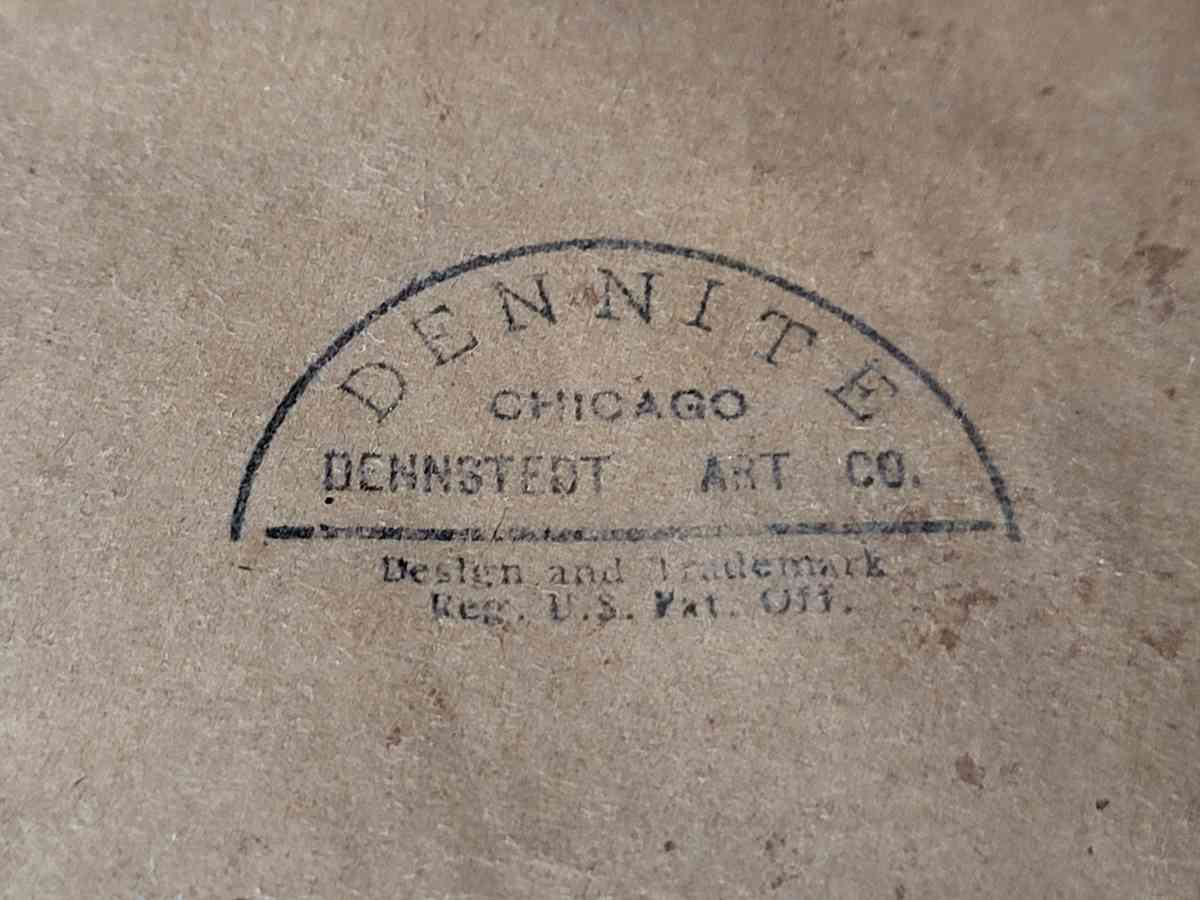 DENNITE
CHICAGO
DENNSTEDT ART CO.
Design and Trademark
Reg. U.S. Pat. Off.